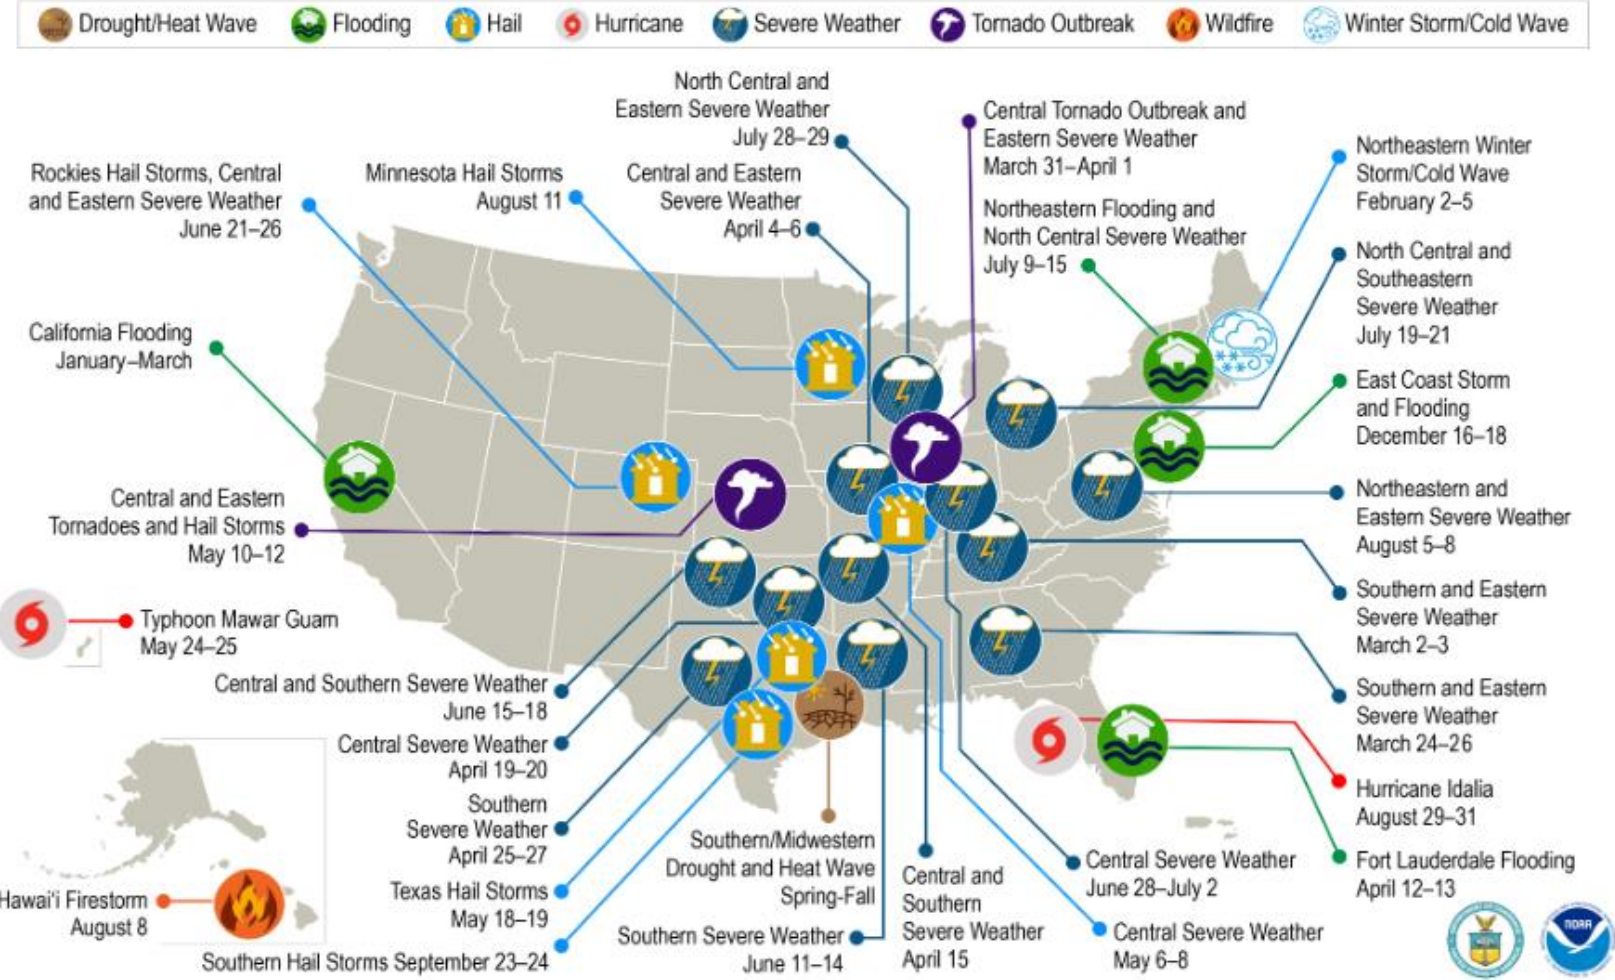 Drought/Heat Wave
Flooding
Hail
Hurricane
Severe Weather
Tornado Outbreak
Wildfire
Winter Storm/Cold Wave
North Central and
Eastern Severe Weather
July 28–29
Central Tornado Outbreak and
Eastern Severe Weather
March 31–April 1
Northeastern Winter
Storm/Cold Wave
February 2–5
Rockies Hail Storms, Central
and Eastern Severe Weather
June 21–26
Minnesota Hail Storms
August 11
Central and Eastern
Severe Weather
April 4–6
Northeastern Flooding and
North Central Severe Weather
July 9–15
North Central and
Southeastern
Severe Weather
July 19–21
California Flooding
January–March
East Coast Storm
and Flooding
December 16–18
Central and Eastern
Tornadoes and Hail Storms
May 10–12
Northeastern and
Eastern Severe Weather
August 5–8
Typhoon Mawar Guam
May 24–25
Southern and Eastern
Severe Weather
March 2–3
Central and Southern Severe Weather
June 15–18
Southern and Eastern
Severe Weather
March 24–26
Central Severe Weather
April 19–20
Hurricane Idalia
August 29–31
Southern
Severe Weather
April 25–27
Southern/Midwestern
Drought and Heat Wave
Spring-Fall
Central and
Southern
Severe Weather
April 15
Central Severe Weather
June 28–July 2
Fort Lauderdale Flooding
April 12–13
Texas Hail Storms
May 18–19
Hawai‘i Firestorm
August 8
Southern Severe Weather
June 11–14
Central Severe Weather
May 6–8
Southern Hail Storms September 23–24
NOAA